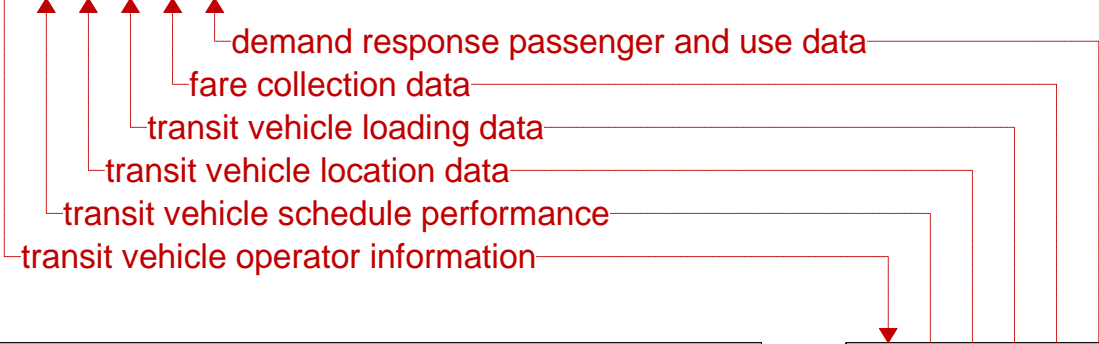 demand response passenger and use data
fare collection data
transit vehicle loading data
transit vehicle location data
transit vehicle schedule performance
transit vehicle operator information